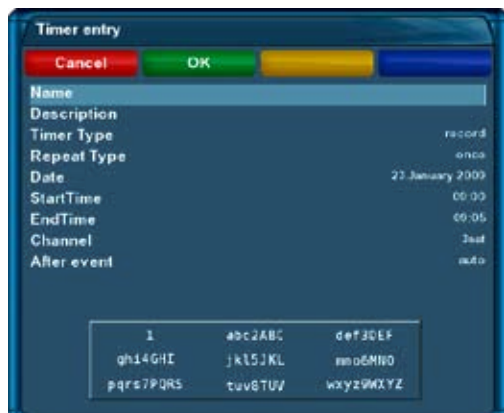 Timer entry
Cancel OK
Name
Description
Timer Type record
Repeat Type once
Date 23 January 2009
StartTime 00:00
EndTime 00:05
Channel 3sat
After event auto
1 abc2ABC def3DEF
ghi4GHI jkl5JKL mno6MNO
pqrs7PQRS tuv8TUV wxyz9WXYZ